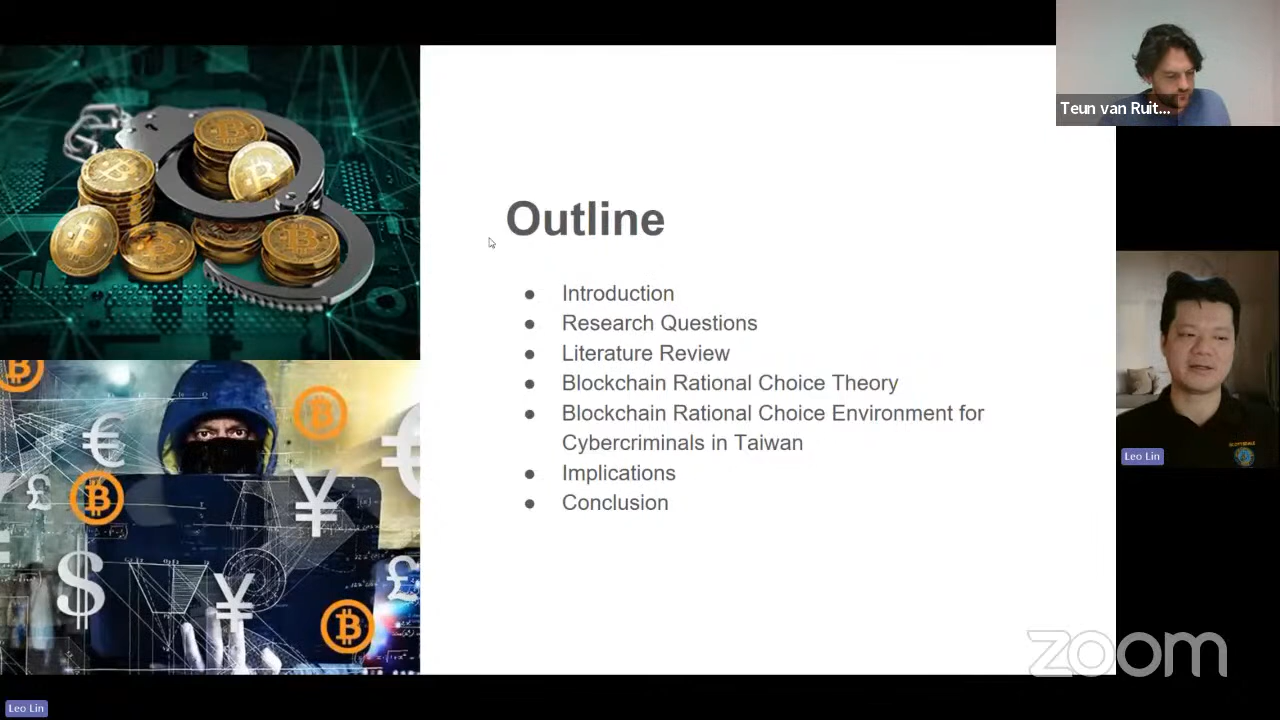 Teun van Ruit...
Outline
● Introduction
● Research Questions
● Literature Review
● Blockchain Rational Choice Theory
● Blockchain Rational Choice Environment for
Cybercriminals in Taiwan
● Implications
● Conclusion
Leo Lin
zoom
Leo Lin